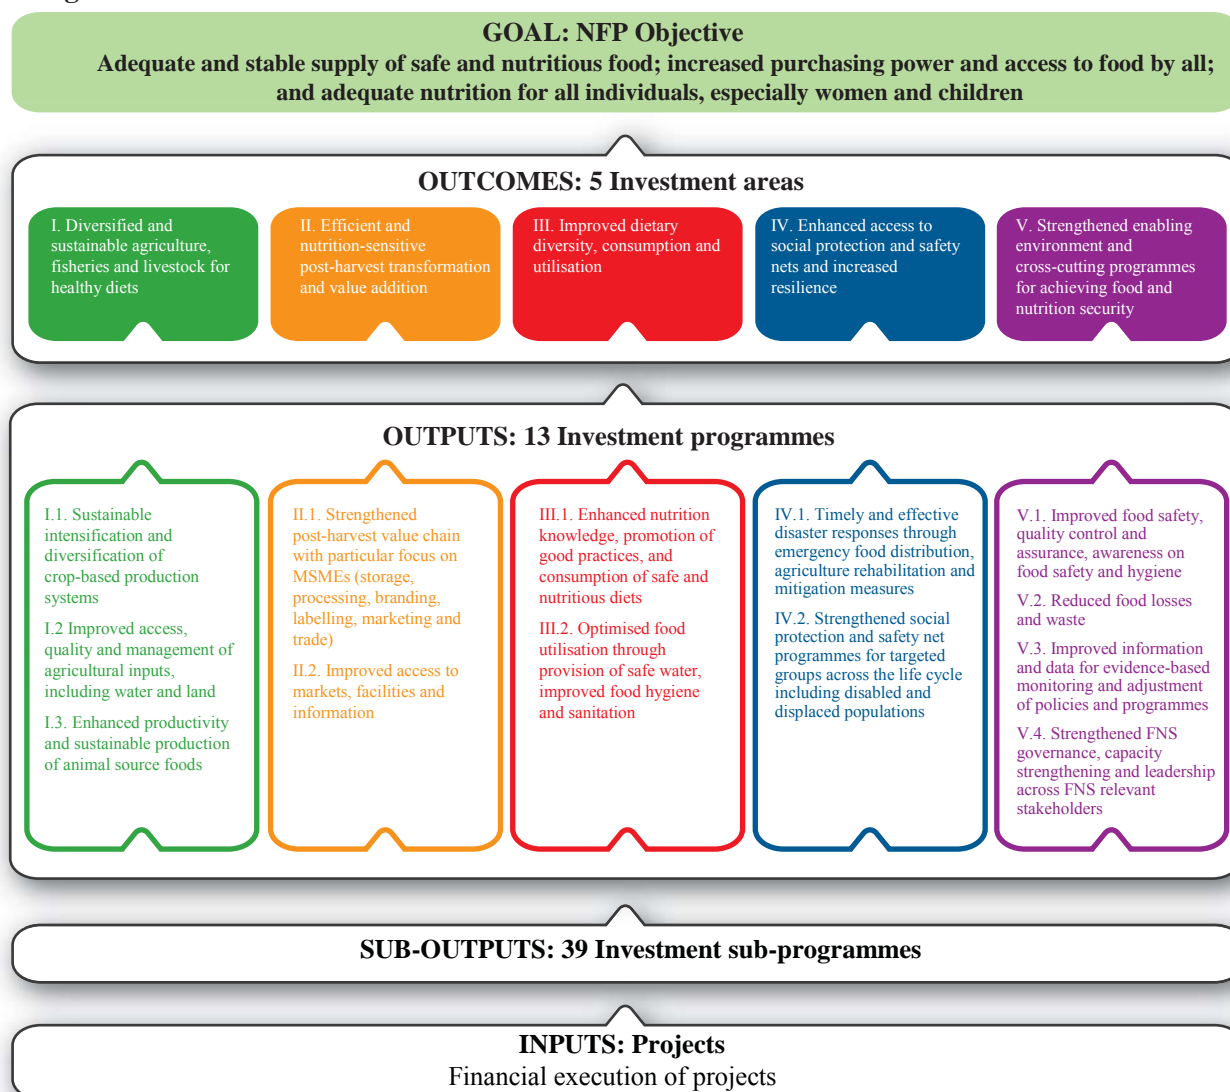 GOAL: NFP Objective
Adequate and stable supply of safe and nutritious food; increased purchasing power and access to food by all;
and adequate nutrition for all individuals, especially women and children
OUTCOMES: 5 Investment areas
I. Diversified and
sustainable agriculture,
fisheries and livestock for
healthy diets
II. Efficient and
nutrition-sensitive
post-harvest transformation
and value addition
III. Improved dietary
diversity, consumption and
utilisation
IV. Enhanced access to
social protection and safety
nets and increased
resilience
V. Strengthened enabling
environment and
cross-cutting programmes
for achieving food and
nutrition security
OUTPUTS: 13 Investment programmes
I.1. Sustainable
intensification and
diversification of
crop-based production
systems
I.2 Improved access,
quality and management of
agricultural inputs,
including water and land
I.3. Enhanced productivity
and sustainable production
of animal source foods
II.1. Strengthened
post-harvest value chain
with particular focus on
MSMEs (storage,
processing, branding,
labelling, marketing and
trade)
II.2. Improved access to
markets, facilities and
information
III.1. Enhanced nutrition
knowledge, promotion of
good practices, and
consumption of safe and
nutritious diets
III.2. Optimised food
utilisation through
provision of safe water,
improved food hygiene
and sanitation
IV.1. Timely and effective
disaster responses through
emergency food distribution,
agriculture rehabilitation and
mitigation measures
IV.2. Strengthened social
protection and safety net
programmes for targeted
groups across the life cycle
including disabled and
displaced populations
V.1. Improved food safety,
quality control and
assurance, awareness on
food safety and hygiene
V.2. Reduced food losses
and waste
V.3. Improved information
and data for evidence-based
monitoring and adjustment
of policies and programmes
V.4. Strengthened FNS
governance, capacity
strengthening and leadership
across FNS relevant
stakeholders
SUB-OUTPUTS: 39 Investment sub-programmes
INPUTS: Projects
Financial execution of projects